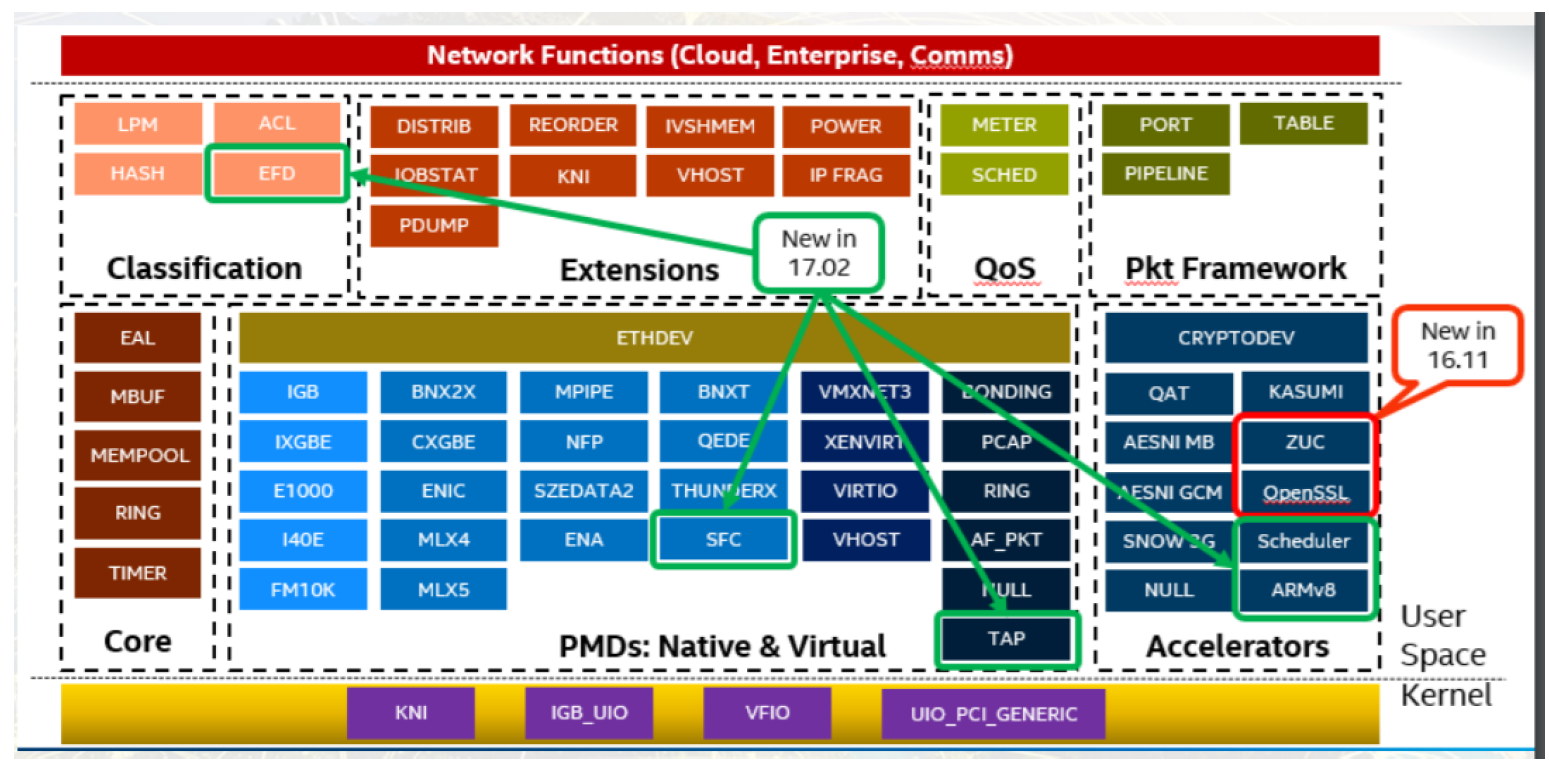 Network Functions (Cloud, Enterprise, Comms)
LPM
ACL
HASH
EFD
Classification
DISTRIB
REORDER
IVSHMEM
POWER
IOBSTAT
KNI
VHOST
IP FRAG
PDUMP
Extensions
New in
17.02
METER
SCHED
QoS
PORT
TABLE
PIPELINE
Pkt Framework
EAL
MBUF
MEMPOOL
RING
TIMER
Core
ETHDEV
IGB
BNX2X
MPIPE
BNXT
VMXNET3
BONDING
IXGBE
CXGBE
NFP
QEDE
XENVIRT
PCAP
E1000
ENIC
SZEDATA2
THUNDERX
VIRTIO
RING
I40E
MLX4
ENA
SFC
VHOST
AF_PKT
FM10K
MLX5
NULL
TAP
PMDs: Native & Virtual
CRYPTODEV
QAT
KASUMI
AESNI MB
ZUC
AESNI GCM
OpenSSL
SNOW 3G
Scheduler
NULL
ARMv8
Accelerators
New in
16.11
User
Space
Kernel
KNI
IGB_UIO
VFIO
UIO_PCI_GENERIC